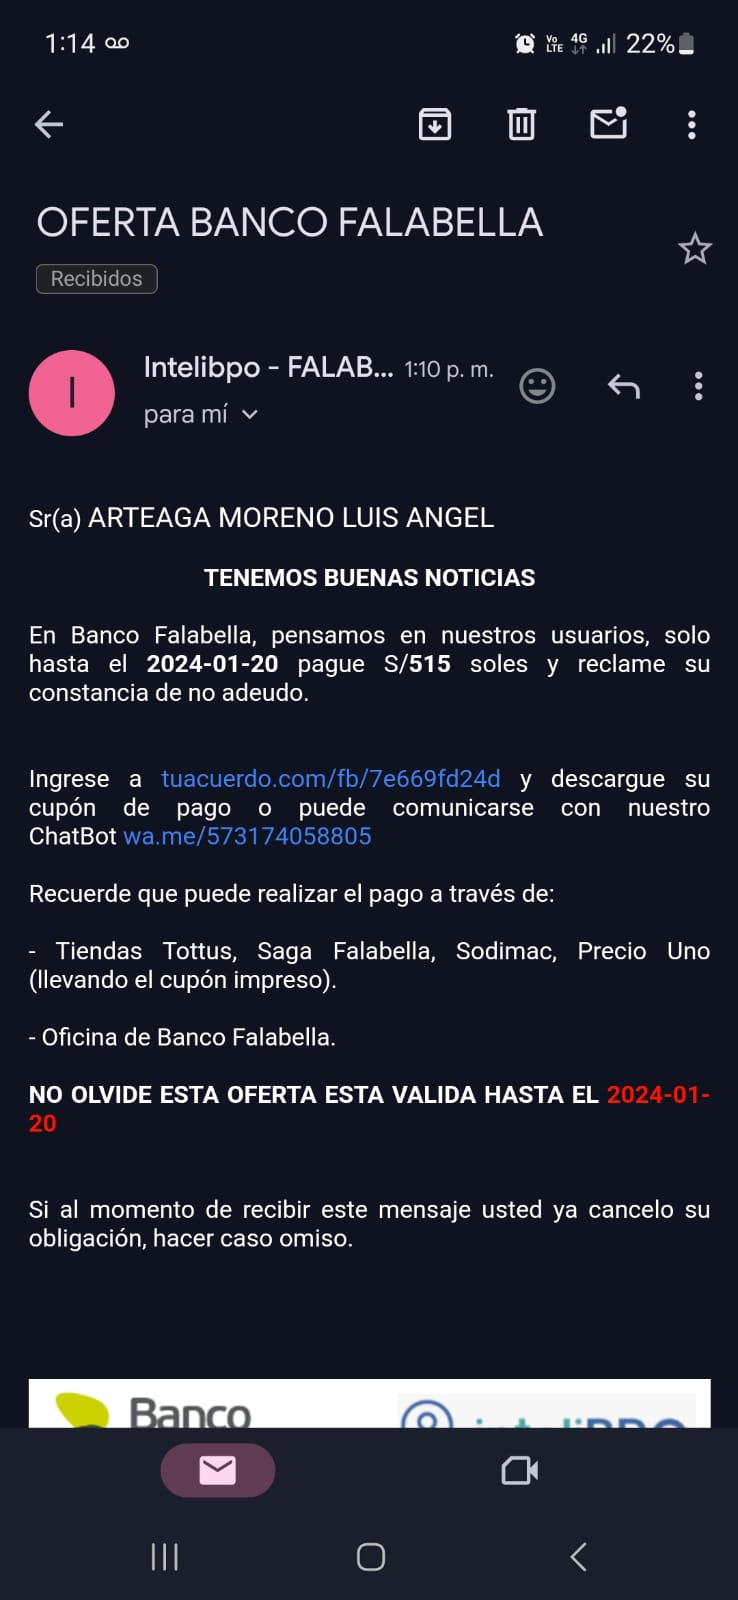 1:14
Vo LTE 4G 22%
OFERTA BANCO FALABELLA
Recibidos
I
Intelibpo - FALAB... 1:10 p. m.
para mí
Sr(a) ARTEAGA MORENO LUIS ANGEL
TENEMOS BUENAS NOTICIAS
En Banco Falabella, pensamos en nuestros usuarios, solo
hasta el 2024-01-20 pague S/515 soles y reclame su
constancia de no adeudo.
Ingrese a tuacuerdo.com/fb/7e669fd24d y descargue su
cupón de pago o puede comunicarse con nuestro
ChatBot wa.me/573174058805
Recuerde que puede realizar el pago a través de:
- Tiendas Tottus, Saga Falabella, Sodimac, Precio Uno
(llevando el cupón impreso).
- Oficina de Banco Falabella.
NO OLVIDE ESTA OFERTA ESTA VALIDA HASTA EL 2024-01-
20
Si al momento de recibir este mensaje usted ya cancelo su
obligación, hacer caso omiso.
Banco